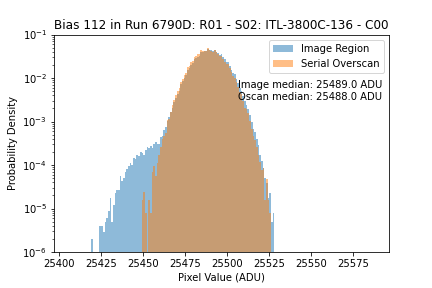 Bias 112 in Run 6790D: R01 - S02: ITL-3800C-136 - C00
Image Region
Serial Overscan
Image median: 25489.0 ADU
Oscan median: 25488.0 ADU
Probability Density
10⁻¹
10⁻²
10⁻³
10⁻⁴
10⁻⁵
10⁻⁶
25400 25425 25450 25475 25500 25525 25550 25575
Pixel Value (ADU)